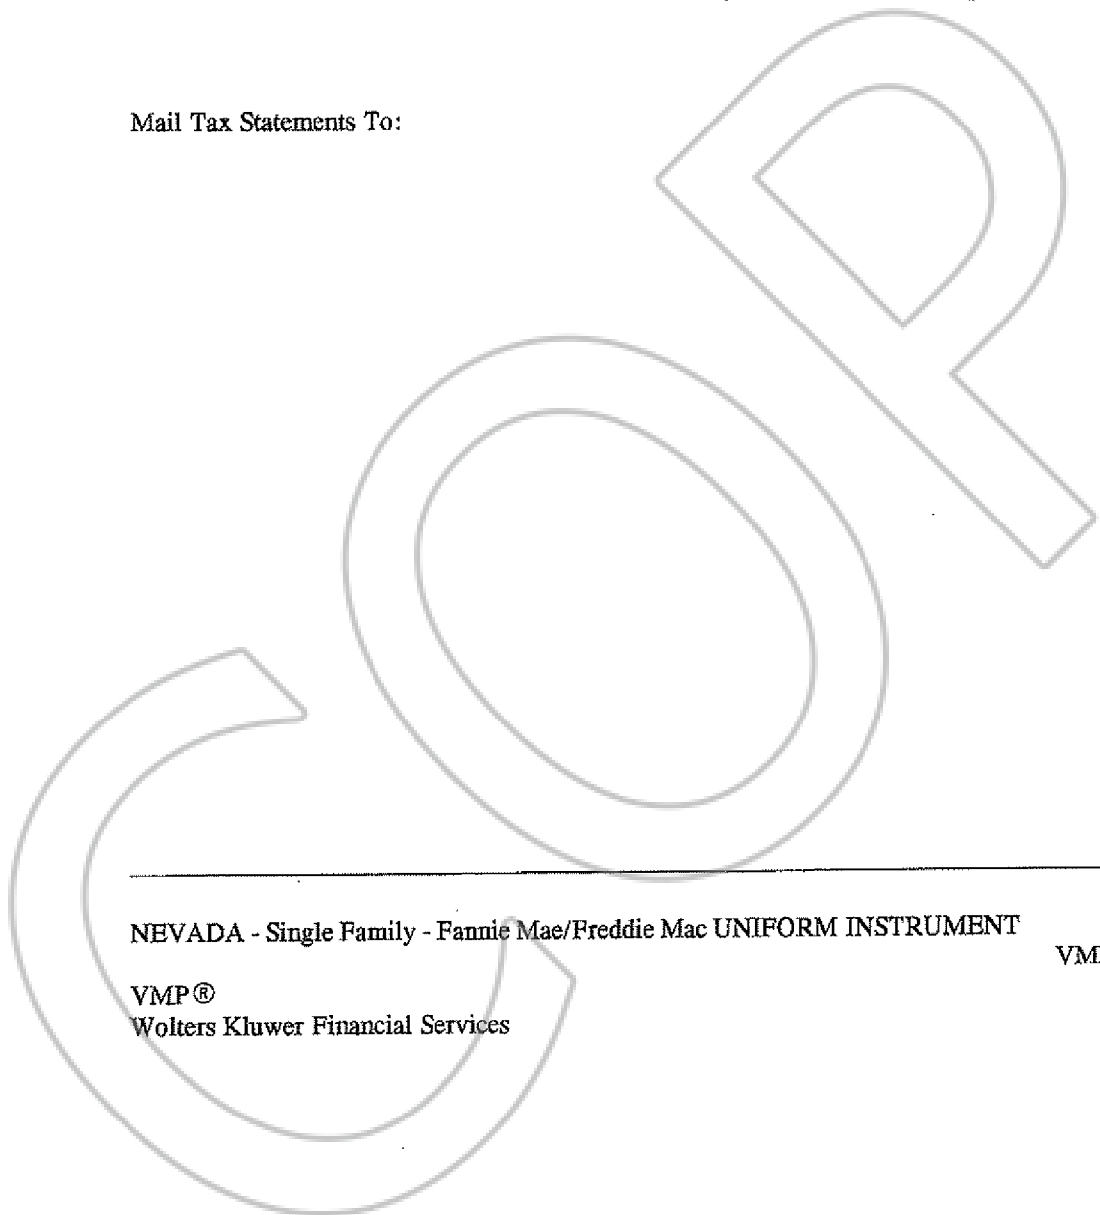 Mail Tax Statements To:
COP
NEVADA - Single Family - Fannie Mae/Freddie Mac UNIFORM INSTRUMENT
VM
VMP®
Wolters Kluwer Financial Services